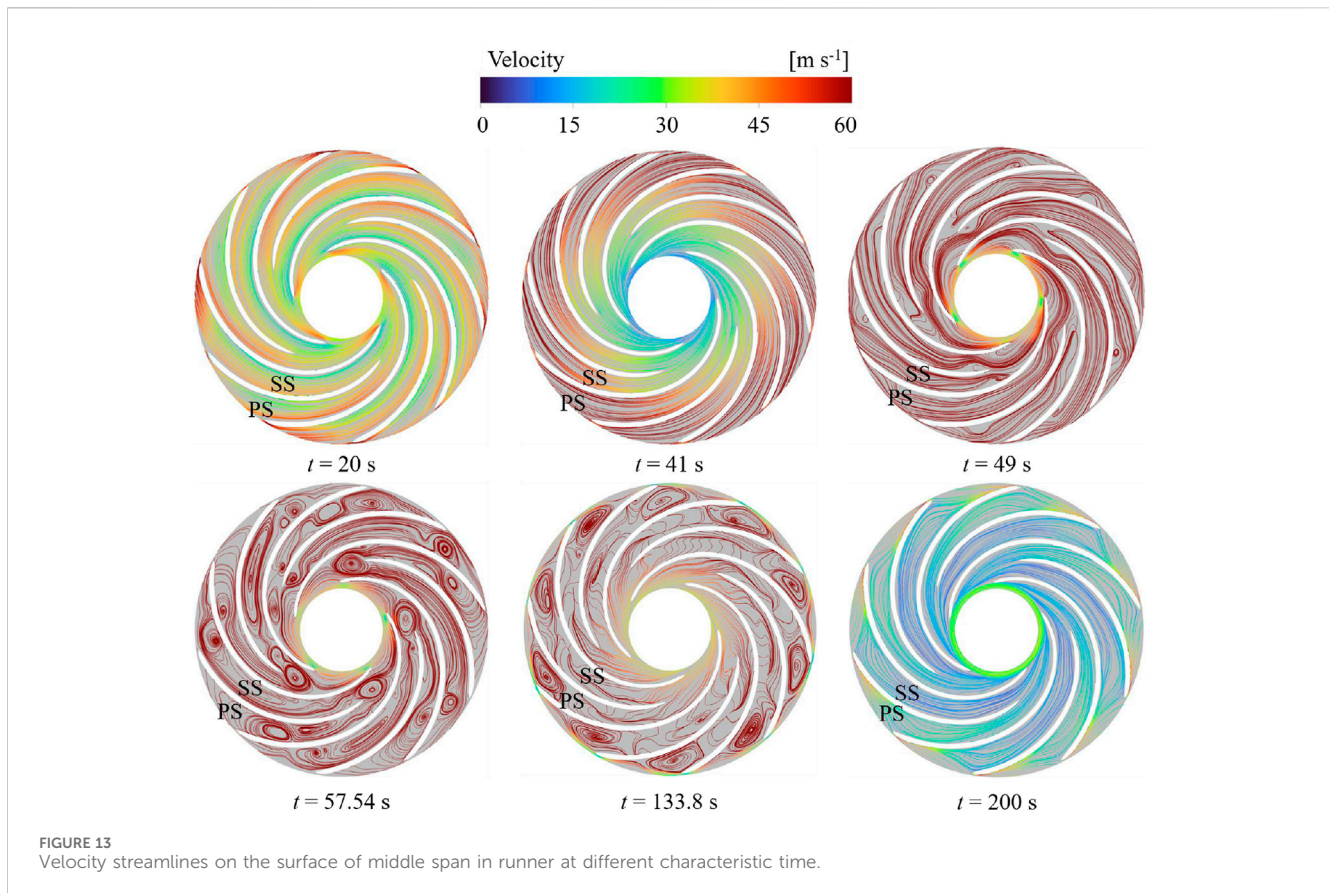 Velocity [m s⁻¹]
0 15 30 45 60
SS
PS
SS
PS
SS
PS
t = 20 s
t = 41 s
t = 49 s
SS
PS
SS
PS
SS
PS
t = 57.54 s
t = 133.8 s
t = 200 s
FIGURE 13
Velocity streamlines on the surface of middle span in runner at different characteristic time.